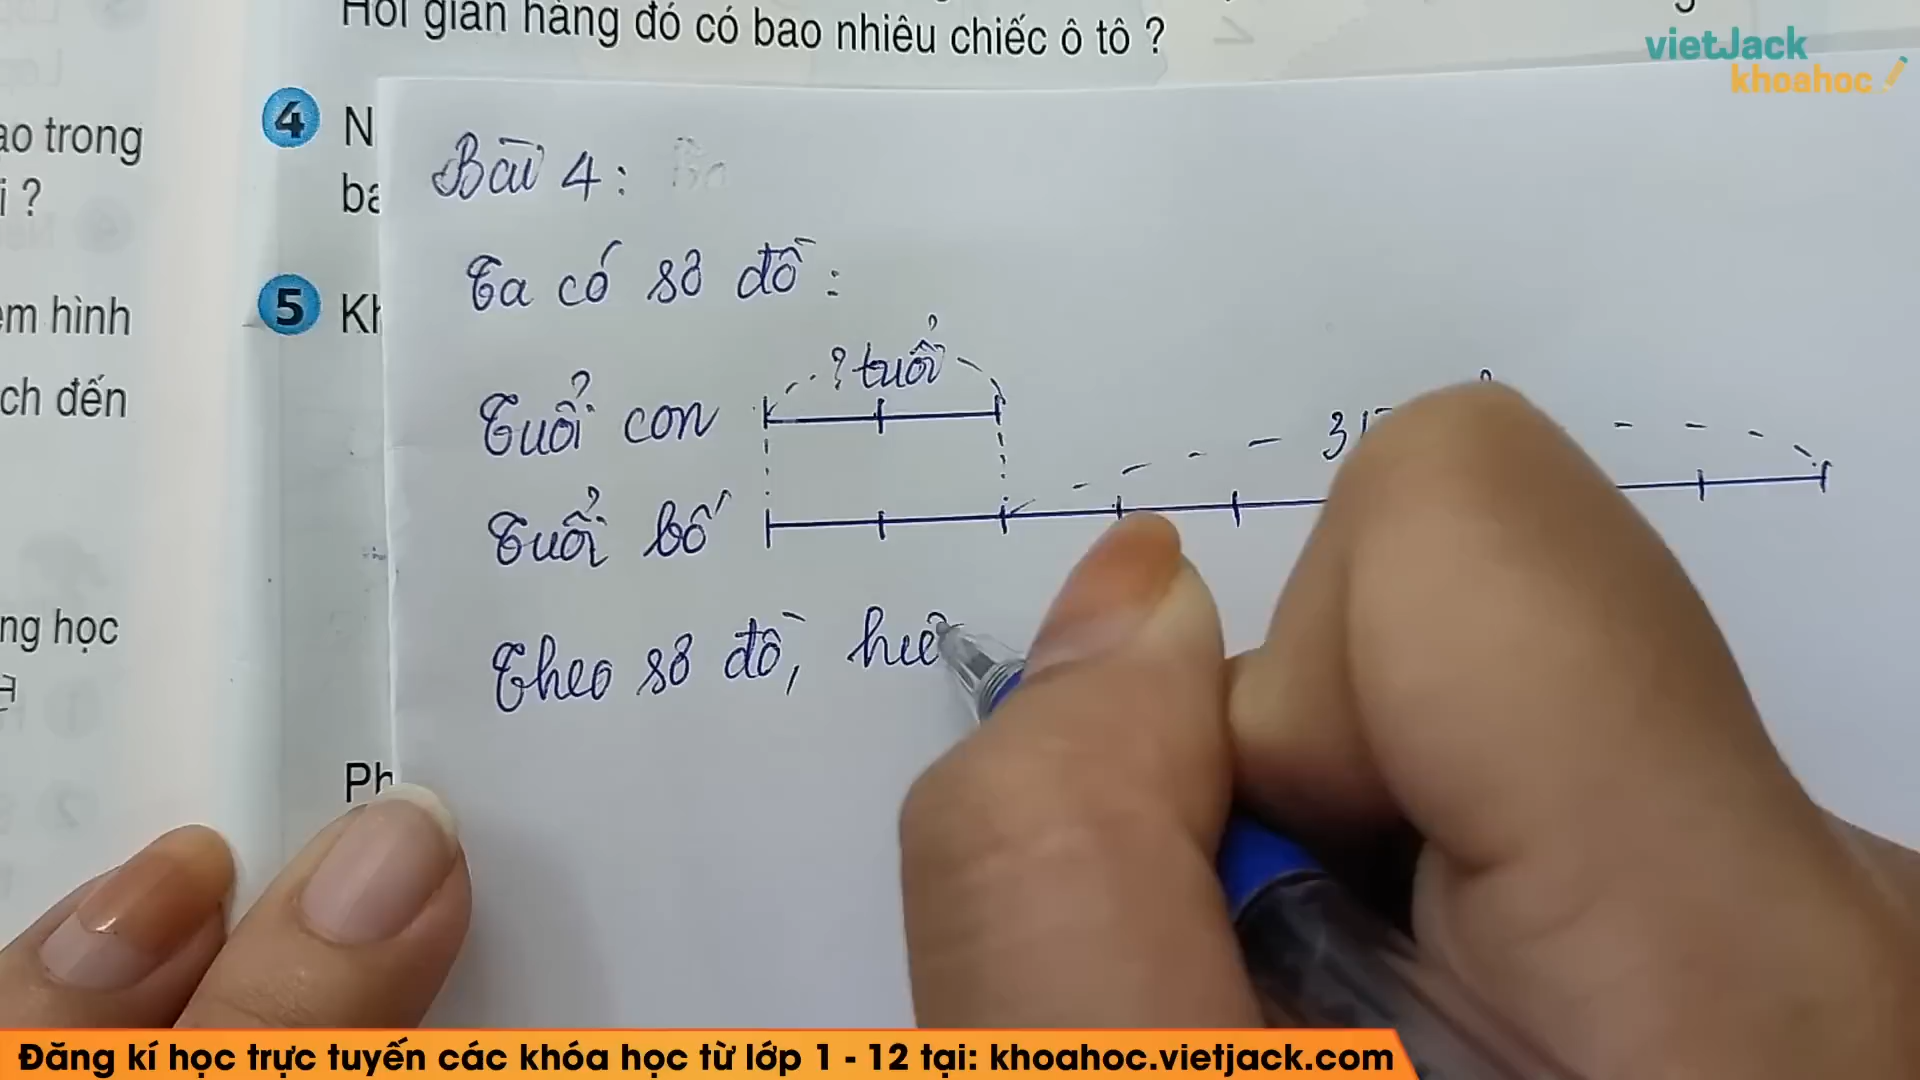 Hỏi gian hàng đó có bao nhiêu chiếc ô tô ?
vietJack
khoahoc
ao trong
i ?
4 N
ba
Bài 4:
Ta có sơ đồ:
5 Kh
em hình
ch đến
? tuổi
Tuổi con
Tuổi bố
Theo sơ đồ, hiệ
ng học
Ph
Đăng kí học trực tuyến các khóa học từ lớp 1 - 12 tại: khoahoc.vietjack.com